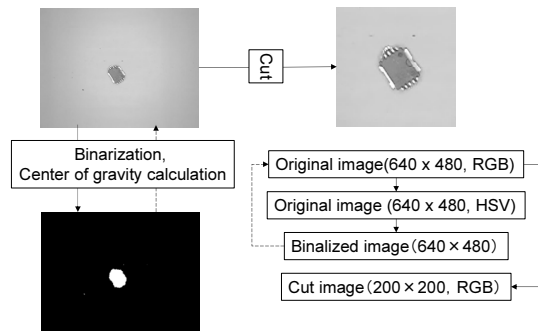 Cut
Binarization,
Center of gravity calculation
Original image(640 x 480, RGB)
Original image (640 x 480, HSV)
Binalized image(640×480)
Cut image(200×200, RGB)